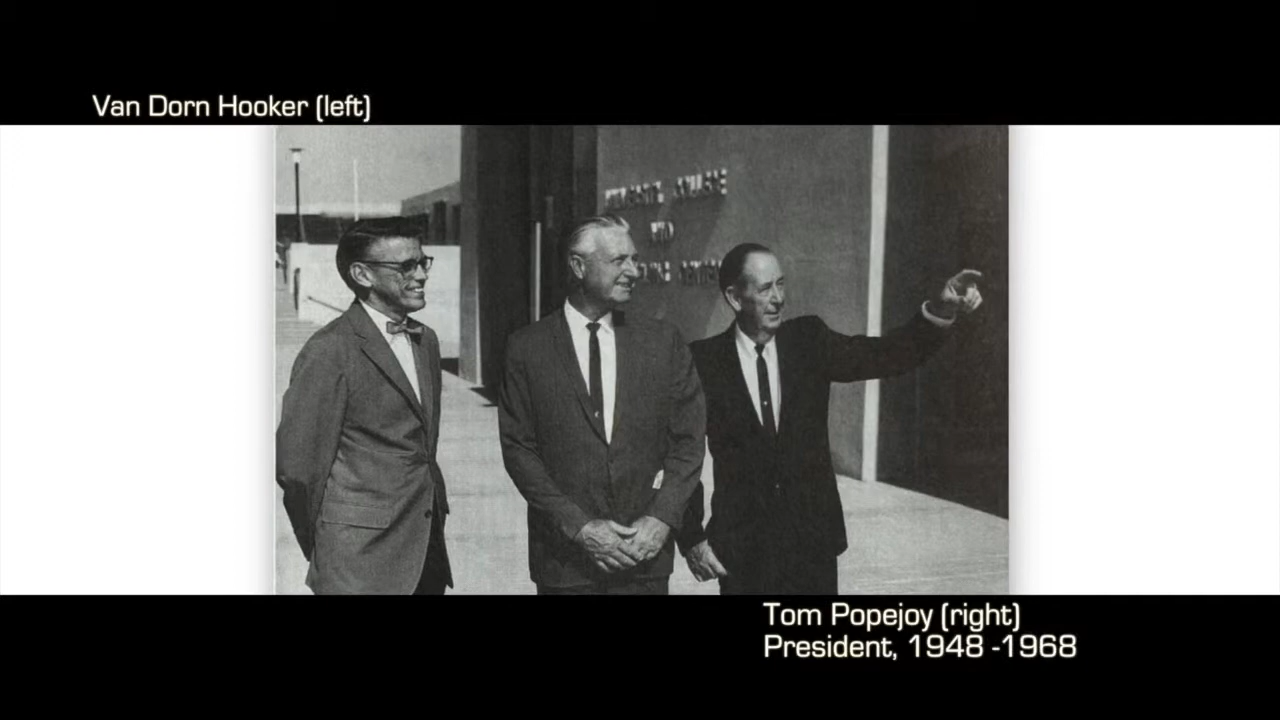 Van Dorn Hooker (left)
Tom Popejoy (right)
President, 1948 -1968